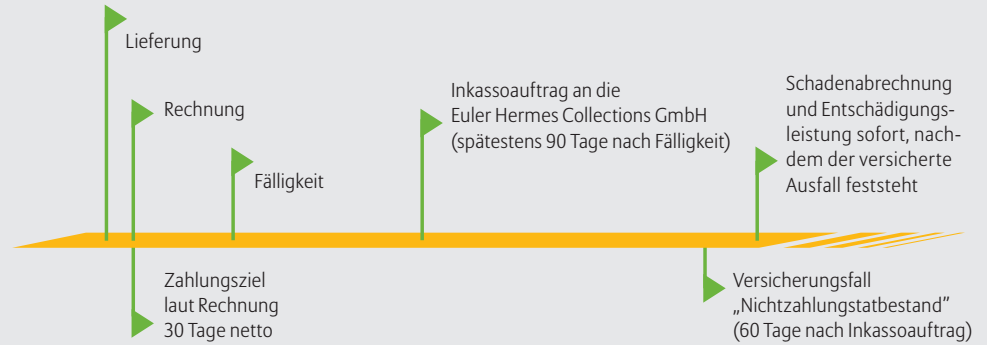 Lieferung
Rechnung
Fälligkeit
Inkassoauftrag an die
Euler Hermes Collections GmbH
(spätestens 90 Tage nach Fälligkeit)
Schadenabrechnung
und Entschädigungs-
leistung sofort, nach-
dem der versicherte
Ausfall feststeht
Zahlungsziel
laut Rechnung
30 Tage netto
Versicherungsfall
„Nichtzahlungstatbestand”
(60 Tage nach Inkassoauftrag)